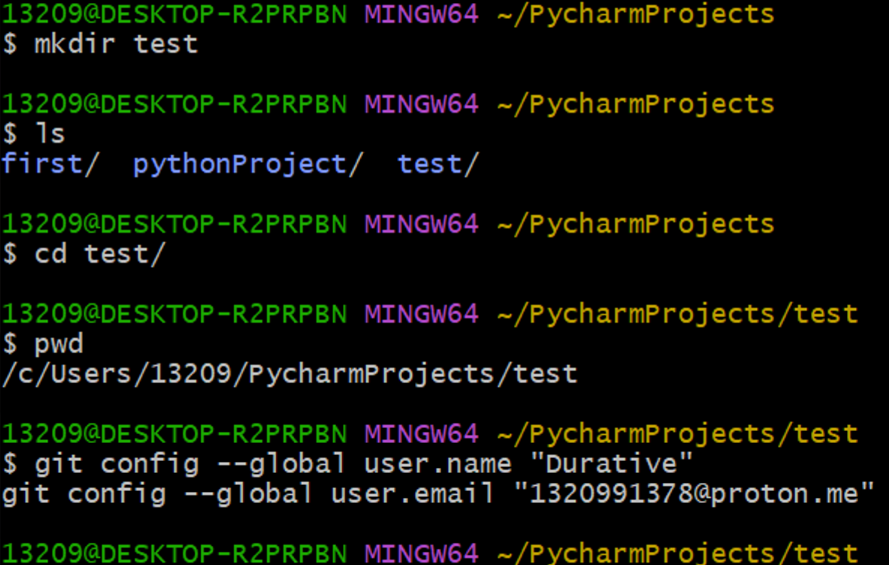 13209@DESKTOP-R2PRPBN MINGW64 ~/PycharmProjects
$ mkdir test
13209@DESKTOP-R2PRPBN MINGW64 ~/PycharmProjects
$ ls
first/  pythonProject/  test/
13209@DESKTOP-R2PRPBN MINGW64 ~/PycharmProjects
$ cd test/
13209@DESKTOP-R2PRPBN MINGW64 ~/PycharmProjects/test
$ pwd
/c/Users/13209/PycharmProjects/test
13209@DESKTOP-R2PRPBN MINGW64 ~/PycharmProjects/test
$ git config --global user.name "Durative"
git config --global user.email "1320991378@proton.me"
13209@DESKTOP-R2PRPBN MINGW64 ~/PycharmProjects/test